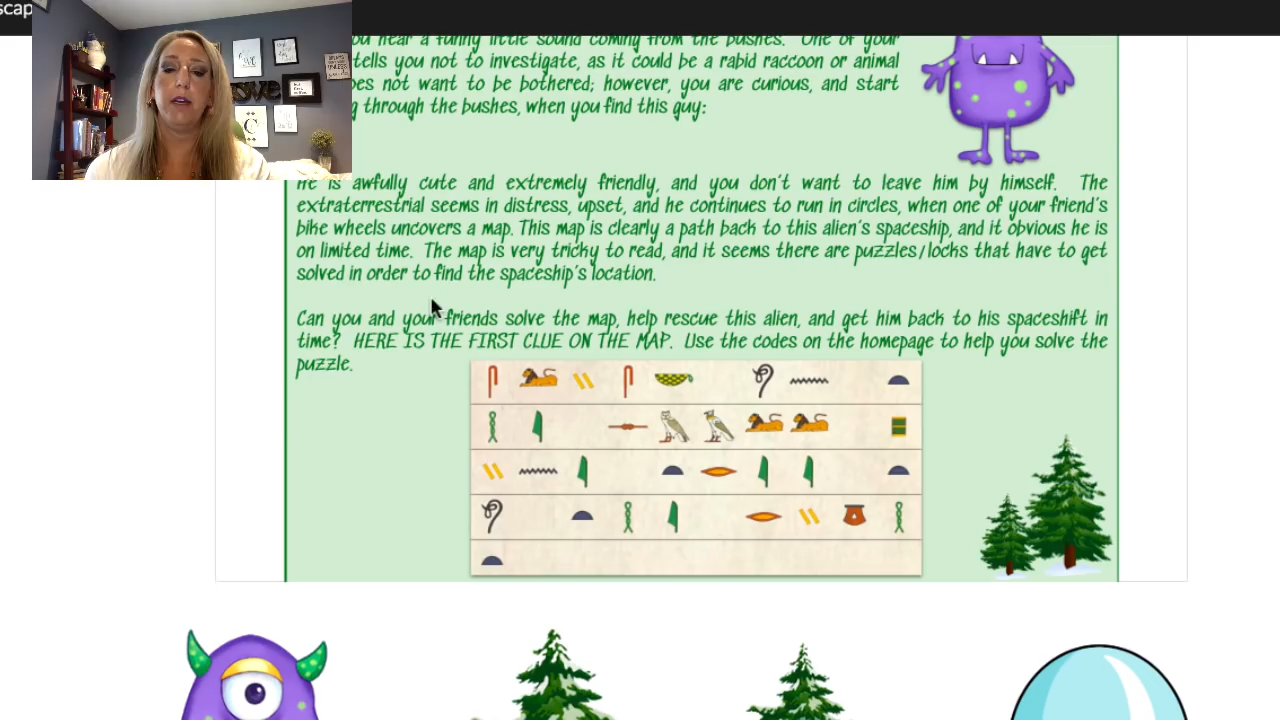 scap
ou hear a funny little sound coming from the bushes. One of your
tells you not to investigate, as it could be a rabid raccoon or animal
oes not want to be bothered; however, you are curious, and start
g through the bushes, when you find this guy:
He is awfully cute and extremely friendly, and you don't want to leave him by himself. The
extraterrestrial seems in distress, upset, and he continues to run in circles, when one of your friend's
bike wheels uncovers a map. This map is clearly a path back to this alien's spaceship, and it obvious he is
on limited time. The map is very tricky to read, and it seems there are puzzles/locks that have to get
solved in order to find the spaceship's location.
Can you and your friends solve the map, help rescue this alien, and get him back to his spaceshift in
time? HERE IS THE FIRST CLUE ON THE MAP. Use the codes on the homepage to help you solve the
puzzle.